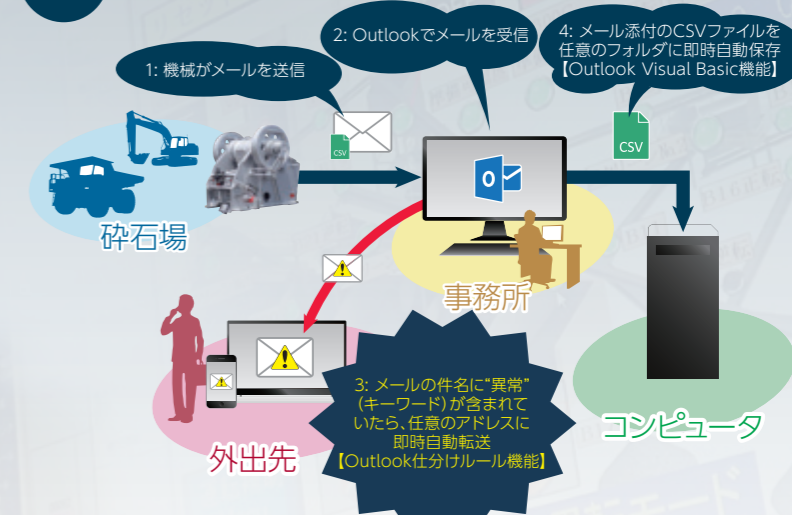 1: 機械がメールを送信
2: Outlookでメールを受信
4: メール添付のCSVファイルを
任意のフォルダに即時自動保存
【Outlook Visual Basic機能】
CSV
CSV
砕石場
事務所
3: メールの件名に“異常”
(キーワード)が含まれて
いたら、任意のアドレスに
即時自動転送
【Outlook仕分けルール機能】
外出先
コンピュータ